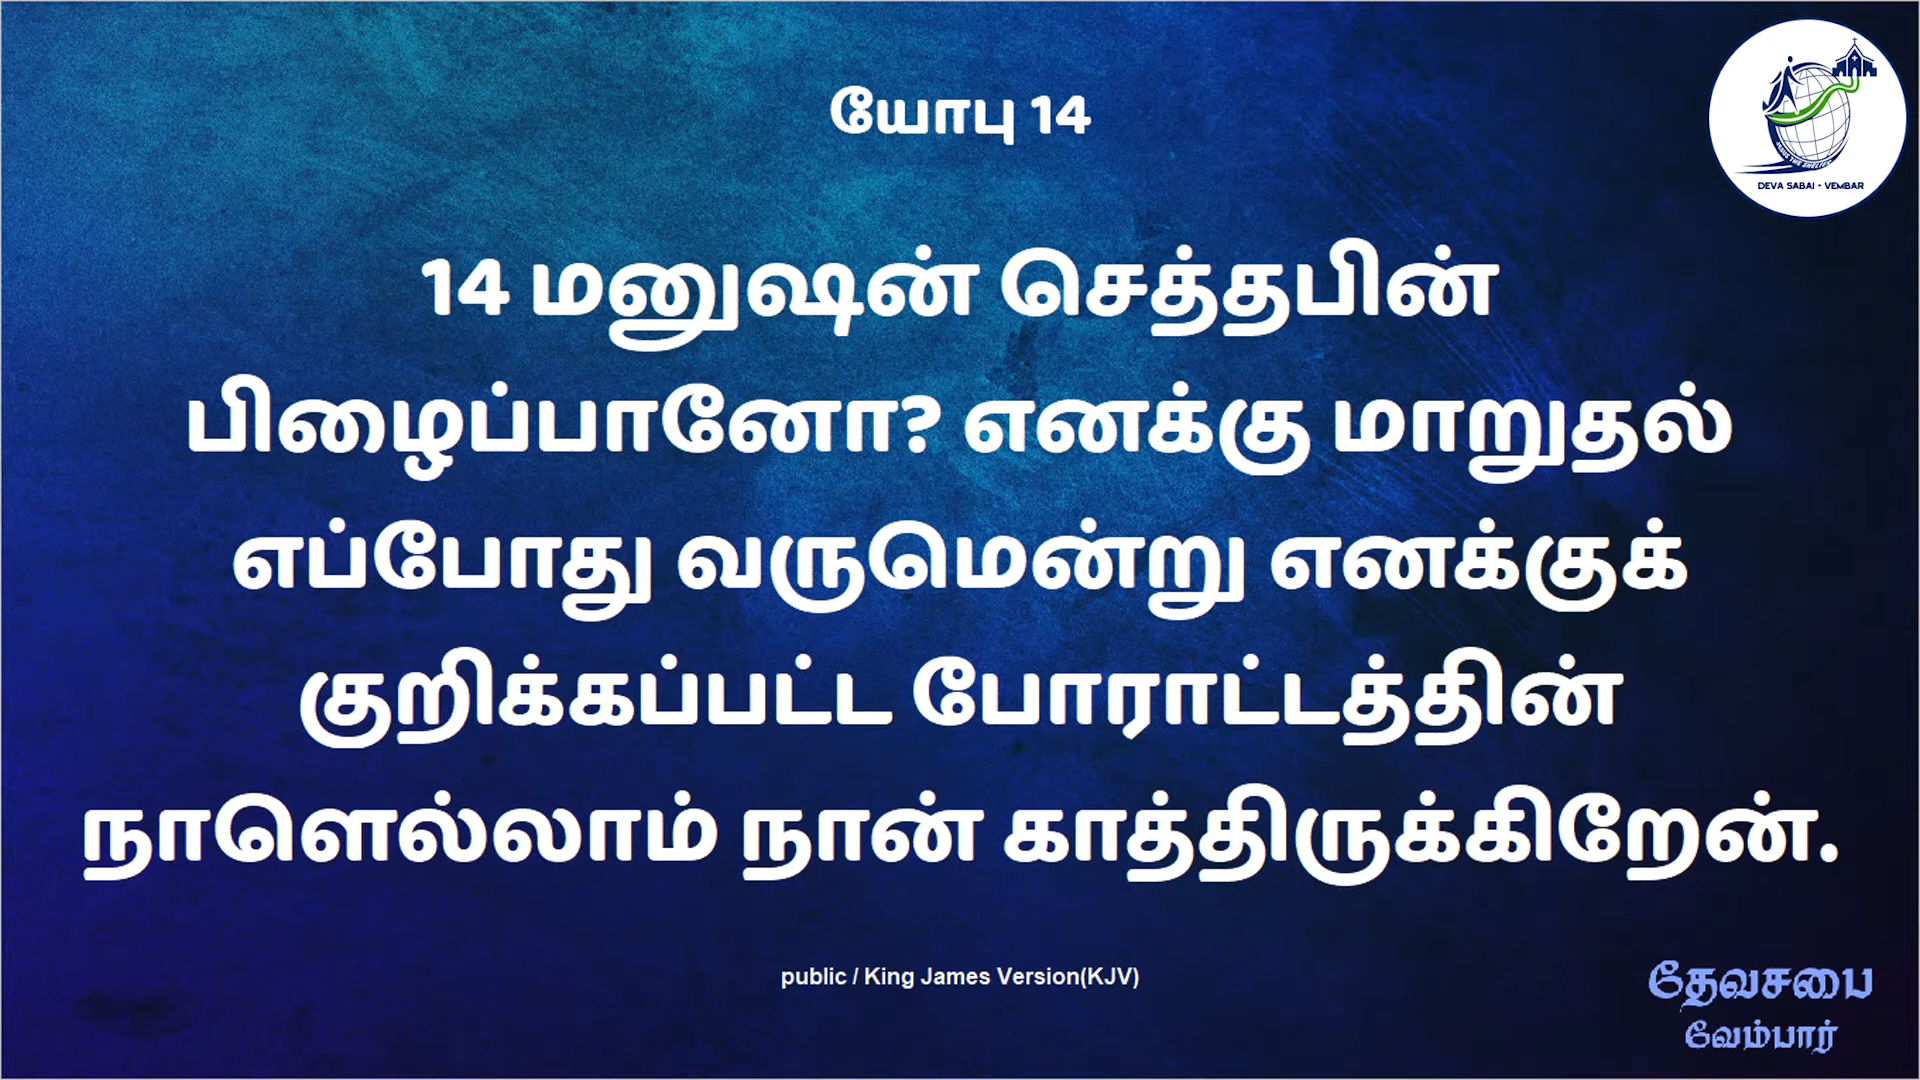 யோபு 14
DEVA SABAI - VEMBAR
14 மனுஷன் செத்தபின்
பிழைப்பானோ? எனக்கு மாறுதல்
எப்போது வருமென்று எனக்குக்
குறிக்கப்பட்ட போராட்டத்தின்
நாளெல்லாம் நான் காத்திருக்கிறேன்.
public / King James Version(KJV)
தேவசபை
வேம்பார்